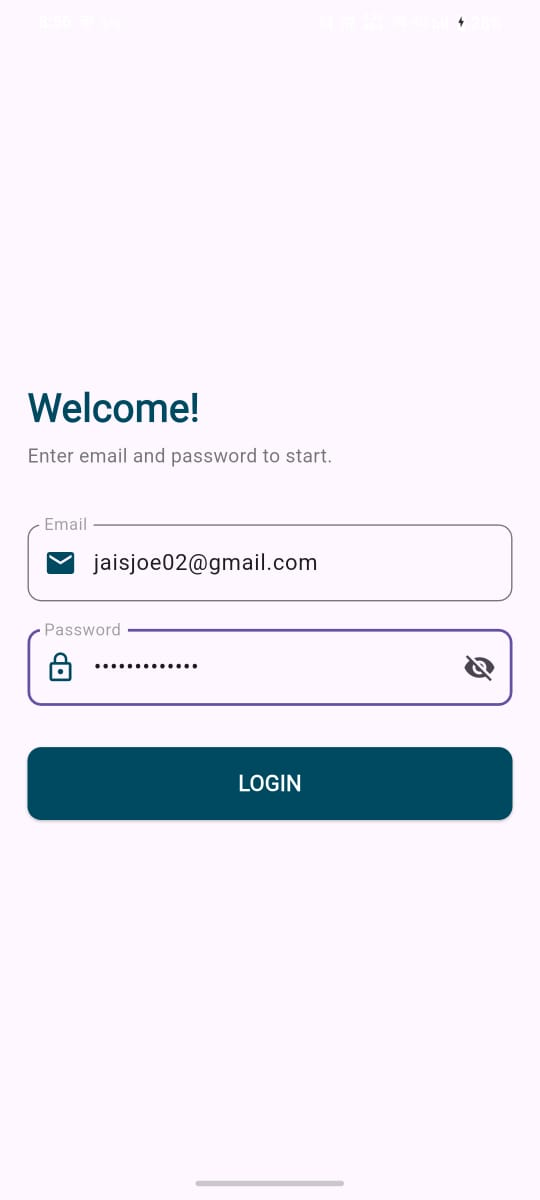 Welcome!
Enter email and password to start.
Email
jaisjoe02@gmail.com
Password
•••••••••••••
LOGIN